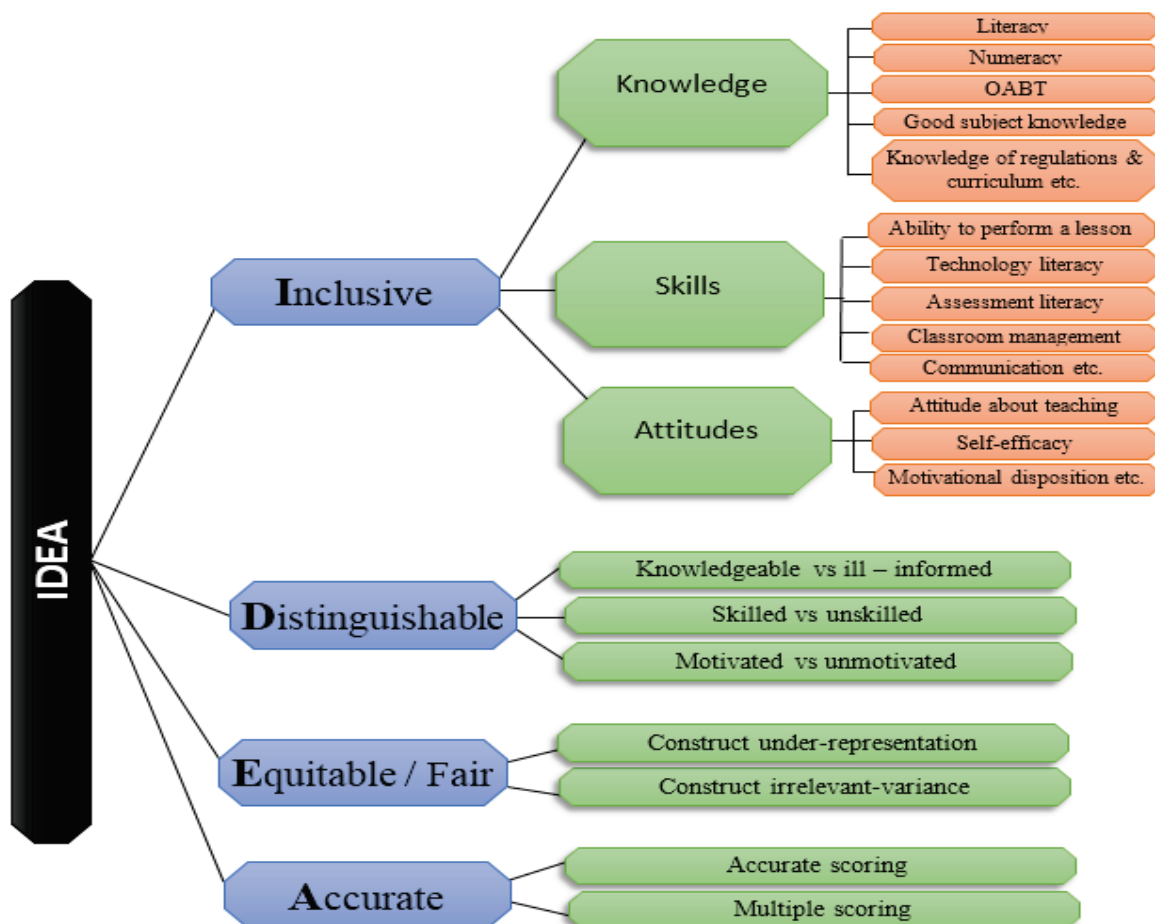 IDEA
Inclusive
Knowledge
Literacy
Numeracy
OABT
Good subject knowledge
Knowledge of regulations &
curriculum etc.
Skills
Ability to perform a lesson
Technology literacy
Assessment literacy
Classroom management
Communication etc.
Attitudes
Attitude about teaching
Self-efficacy
Motivational disposition etc.
Distinguishable
Knowledgeable vs ill – informed
Skilled vs unskilled
Motivated vs unmotivated
Equitable / Fair
Construct under-representation
Construct irrelevant-variance
Accurate
Accurate scoring
Multiple scoring